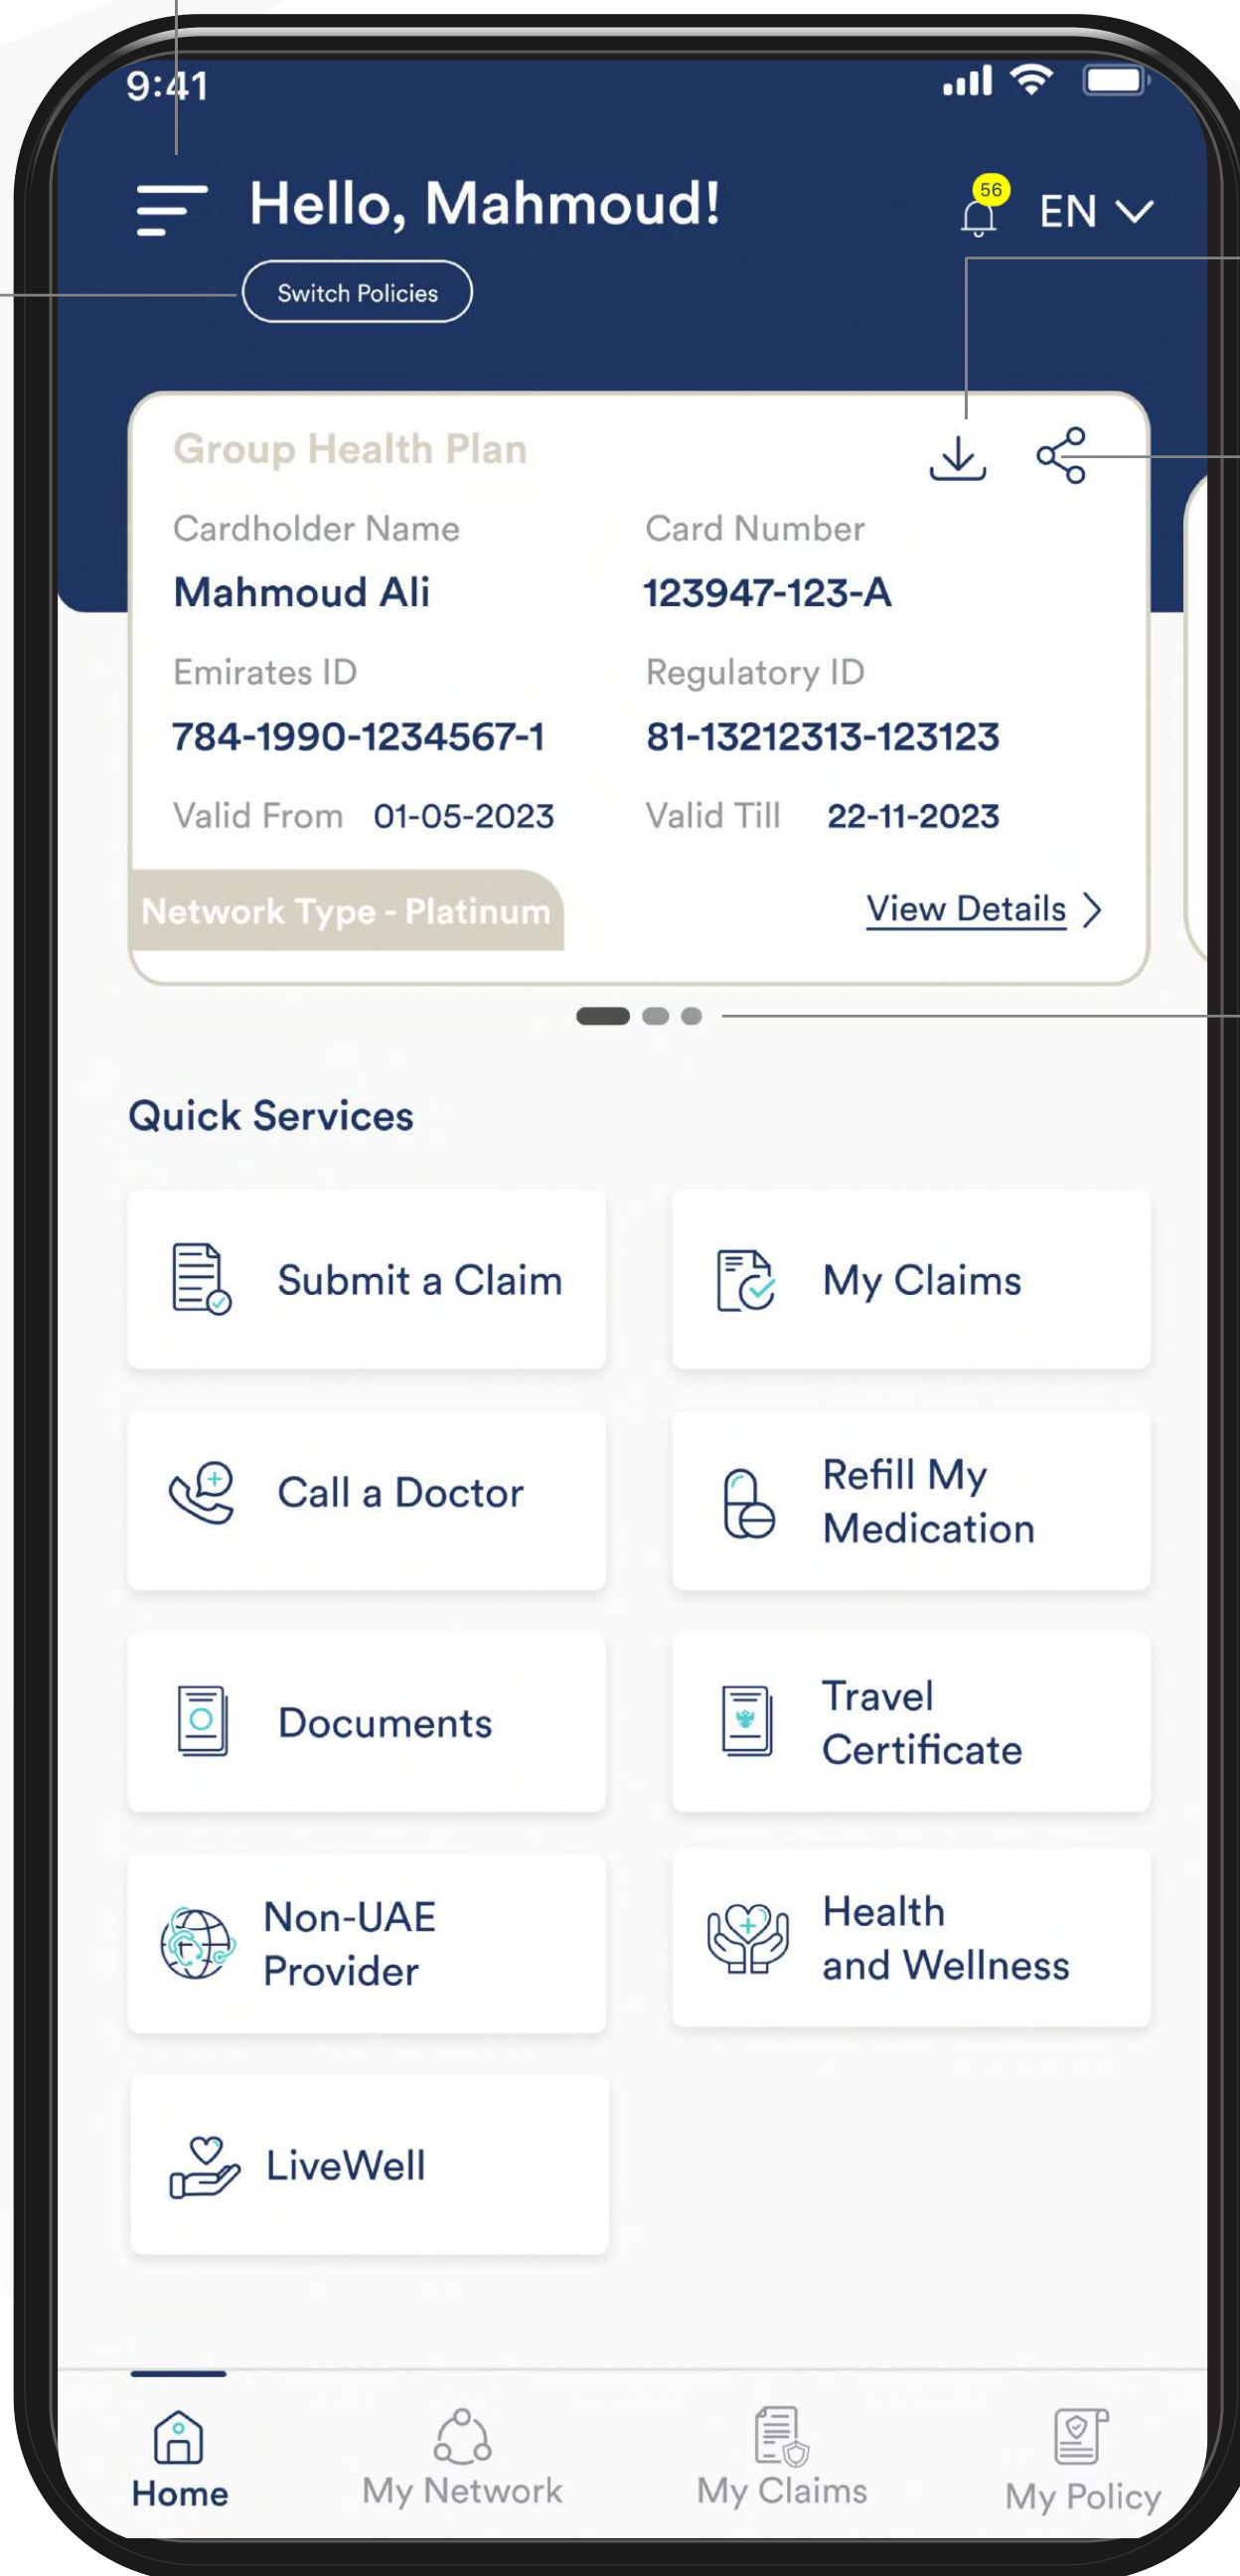 9:41
Hello, Mahmoud!
56
EN
Switch Policies
Group Health Plan
Cardholder Name
Card Number
Mahmoud Ali
123947-123-A
Emirates ID
Regulatory ID
784-1990-1234567-1
81-13212313-123123
Valid From 01-05-2023
Valid Till 22-11-2023
Network Type - Platinum
View Details
Quick Services
Submit a Claim
My Claims
Call a Doctor
Refill My
Medication
Documents
Travel
Certificate
Non-UAE
Provider
Health
and Wellness
LiveWell
Home
My Network
My Claims
My Policy